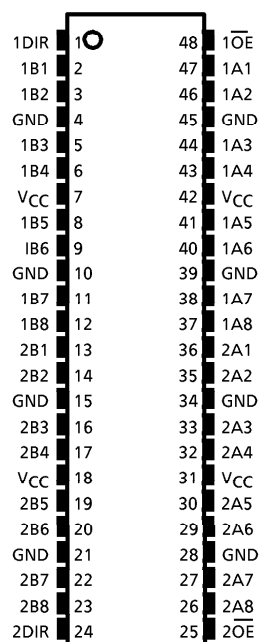 1DIR 1 48 1O̅E̅
1B1 2 47 1A1
1B2 3 46 1A2
GND 4 45 GND
1B3 5 44 1A3
1B4 6 43 1A4
VCC 7 42 VCC
1B5 8 41 1A5
IB6 9 40 1A6
GND 10 39 GND
1B7 11 38 1A7
1B8 12 37 1A8
2B1 13 36 2A1
2B2 14 35 2A2
GND 15 34 GND
2B3 16 33 2A3
2B4 17 32 2A4
VCC 18 31 VCC
2B5 19 30 2A5
2B6 20 29 2A6
GND 21 28 GND
2B7 22 27 2A7
2B8 23 26 2A8
2DIR 24 25 2O̅E̅